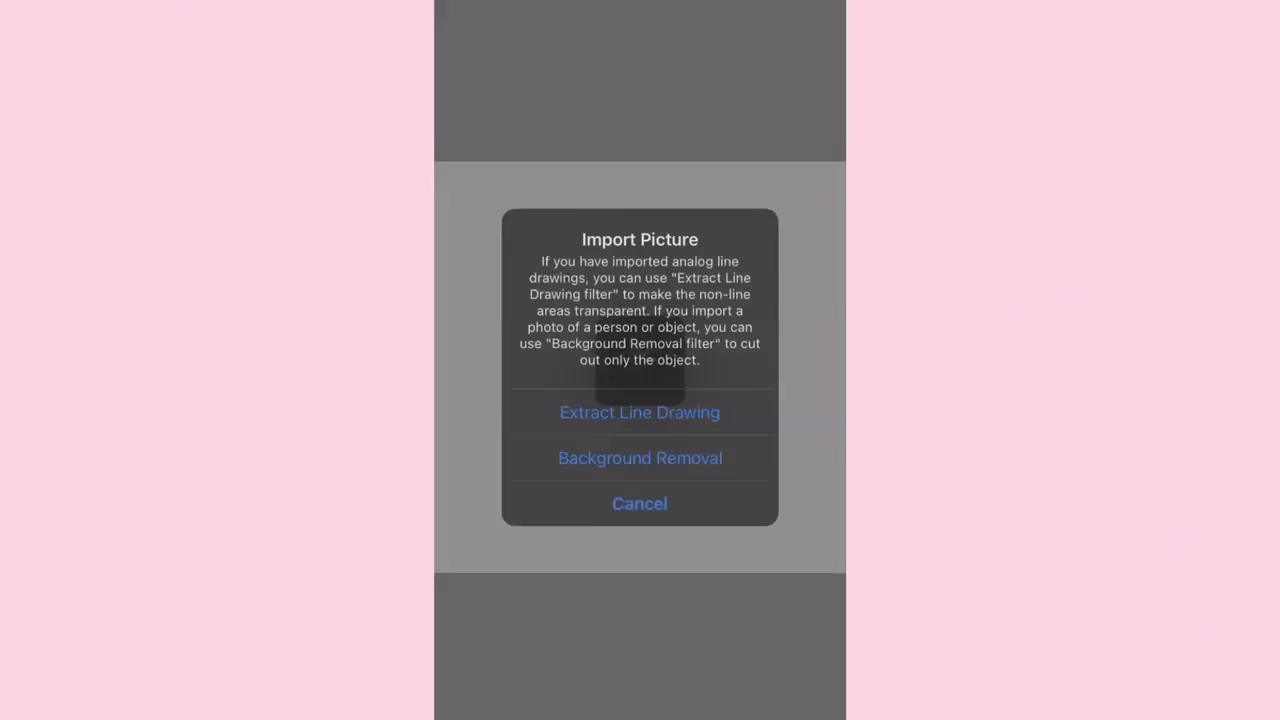 Import Picture
If you have imported analog line
drawings, you can use "Extract Line
Drawing filter" to make the non-line
areas transparent. If you import a
photo of a person or object, you can
use "Background Removal filter" to cut
out only the object.
Extract Line Drawing
Background Removal
Cancel